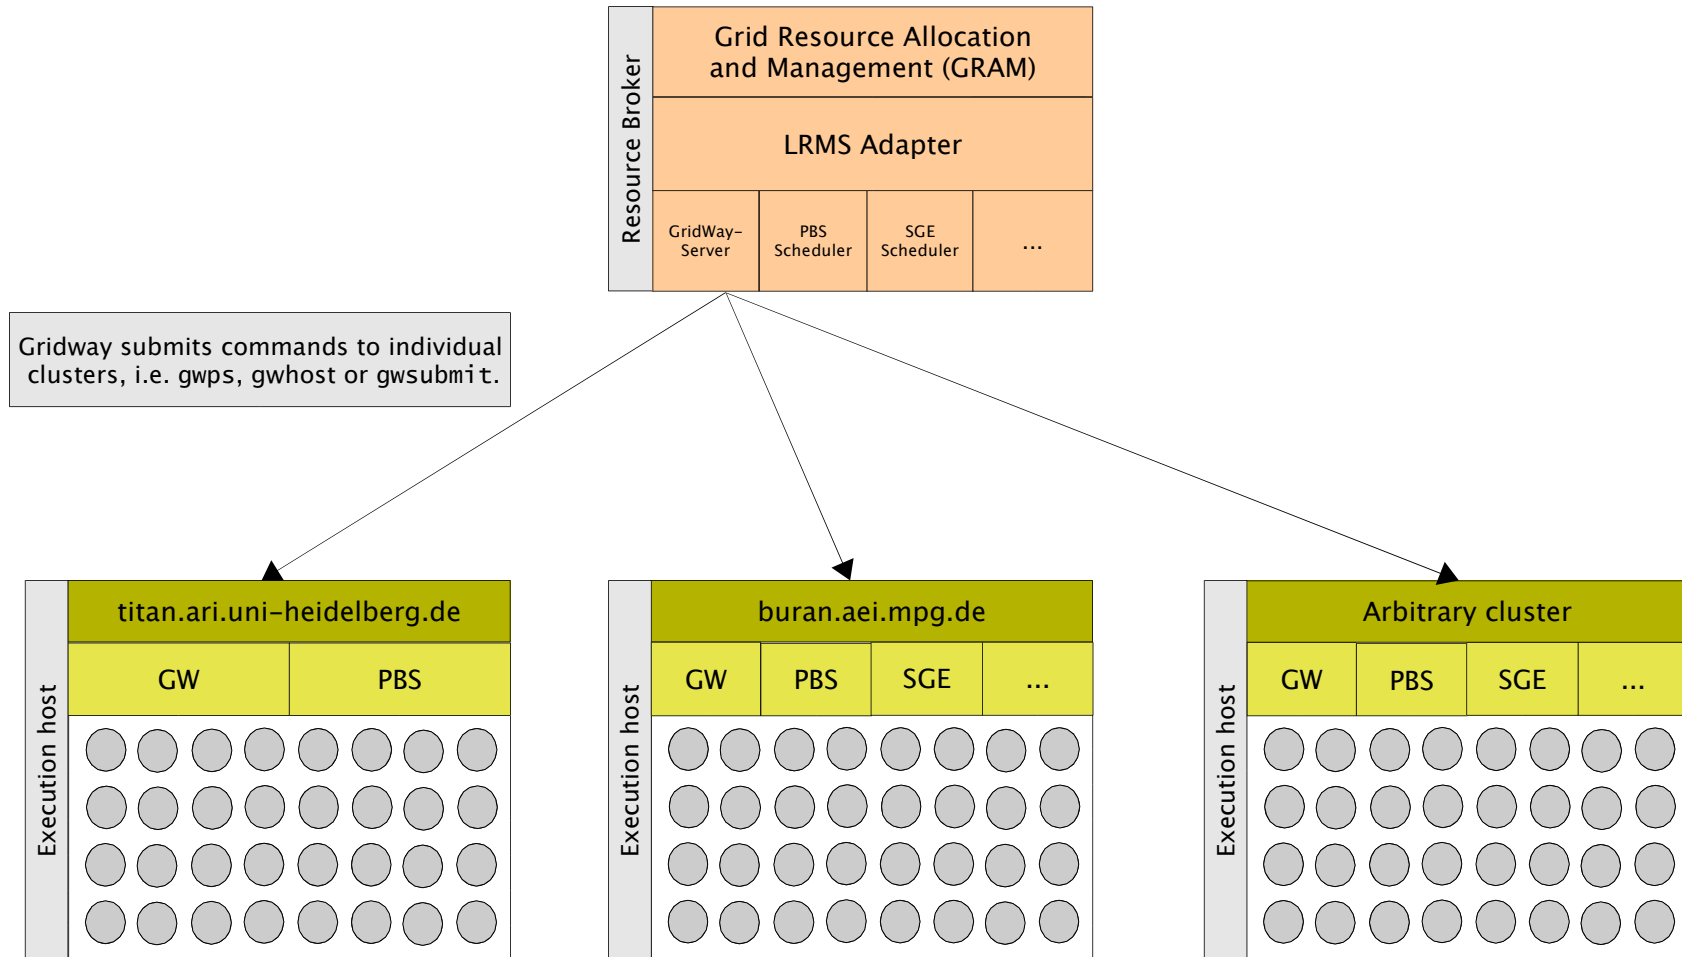 Resource Broker
Grid Resource Allocation
and Management (GRAM)
LRMS Adapter
GridWay-
Server
PBS
Scheduler
SGE
Scheduler
...
Gridway submits commands to individual
clusters, i.e. gwps, gwhost or gwsubmit.
Execution host
titan.ari.uni-heidelberg.de
GW
PBS
Execution host
buran.aei.mpg.de
GW
PBS
SGE
...
Execution host
Arbitrary cluster
GW
PBS
SGE
...